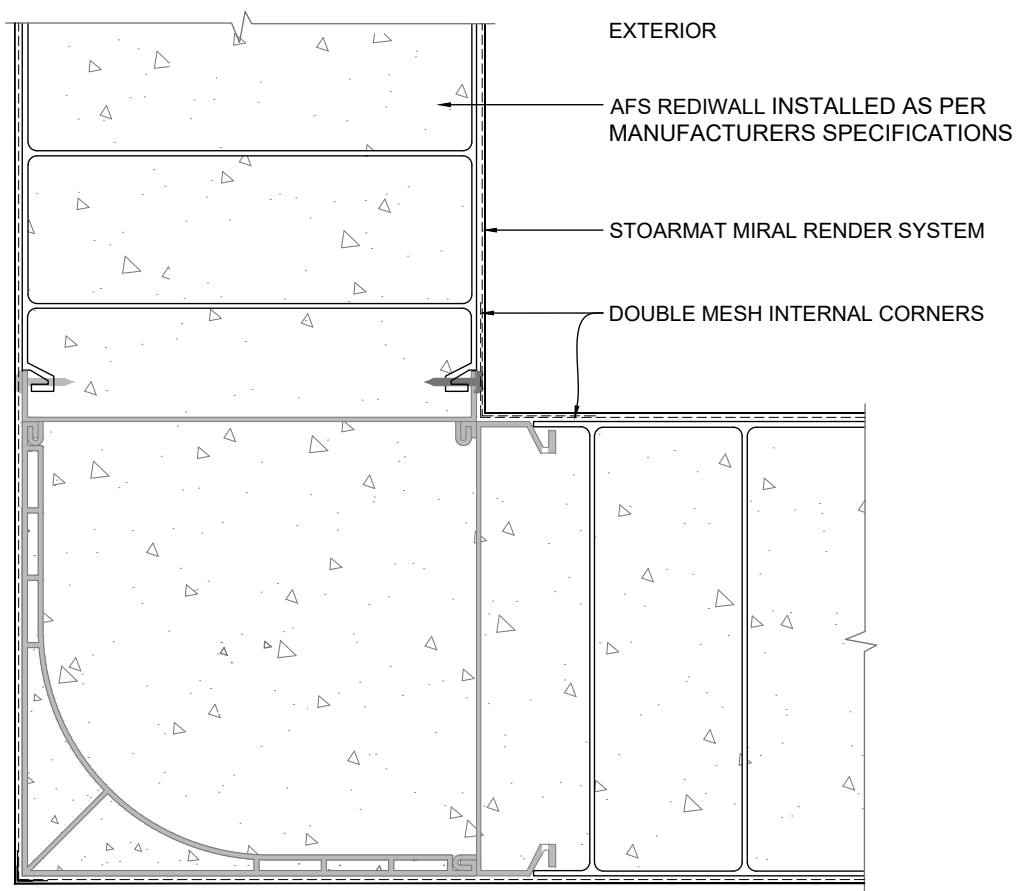 EXTERIOR
AFS REDIWALL INSTALLED AS PER
MANUFACTURERS SPECIFICATIONS
STOARMAT MIRAL RENDER SYSTEM
DOUBLE MESH INTERNAL CORNERS